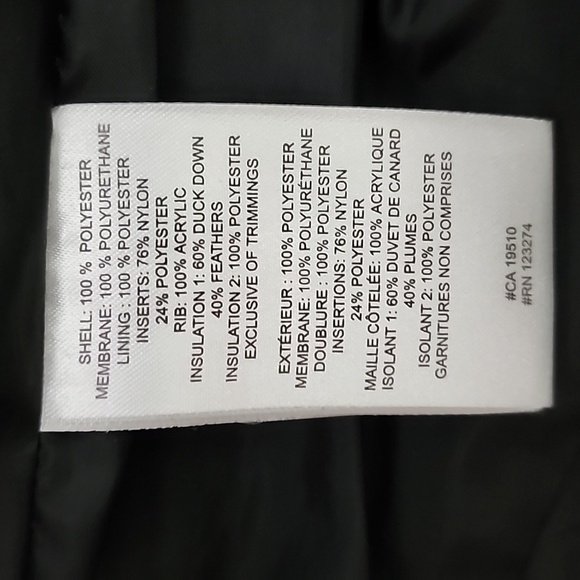 SHELL: 100 % POLYESTER
MEMBRANE: 100 % POLYURETHANE
LINING : 100 % POLYESTER
INSERTS: 76% NYLON
24% POLYESTER
RIB: 100% ACRYLIC
INSULATION 1: 60% DUCK DOWN
40% FEATHERS
INSULATION 2: 100% POLYESTER
EXCLUSIVE OF TRIMMINGS
EXTÉRIEUR : 100% POLYESTER
MEMBRANE: 100% POLYURÉTHANE
DOUBLURE : 100% POLYESTER
INSERTIONS: 76% NYLON
24% POLYESTER
MAILLE CÔTELÉE: 100% ACRYLIQUE
ISOLANT 1: 60% DUVET DE CANARD
40% PLUMES
ISOLANT 2: 100% POLYESTER
GARNITURES NON COMPRISES
#CA 19510
#RN 123274